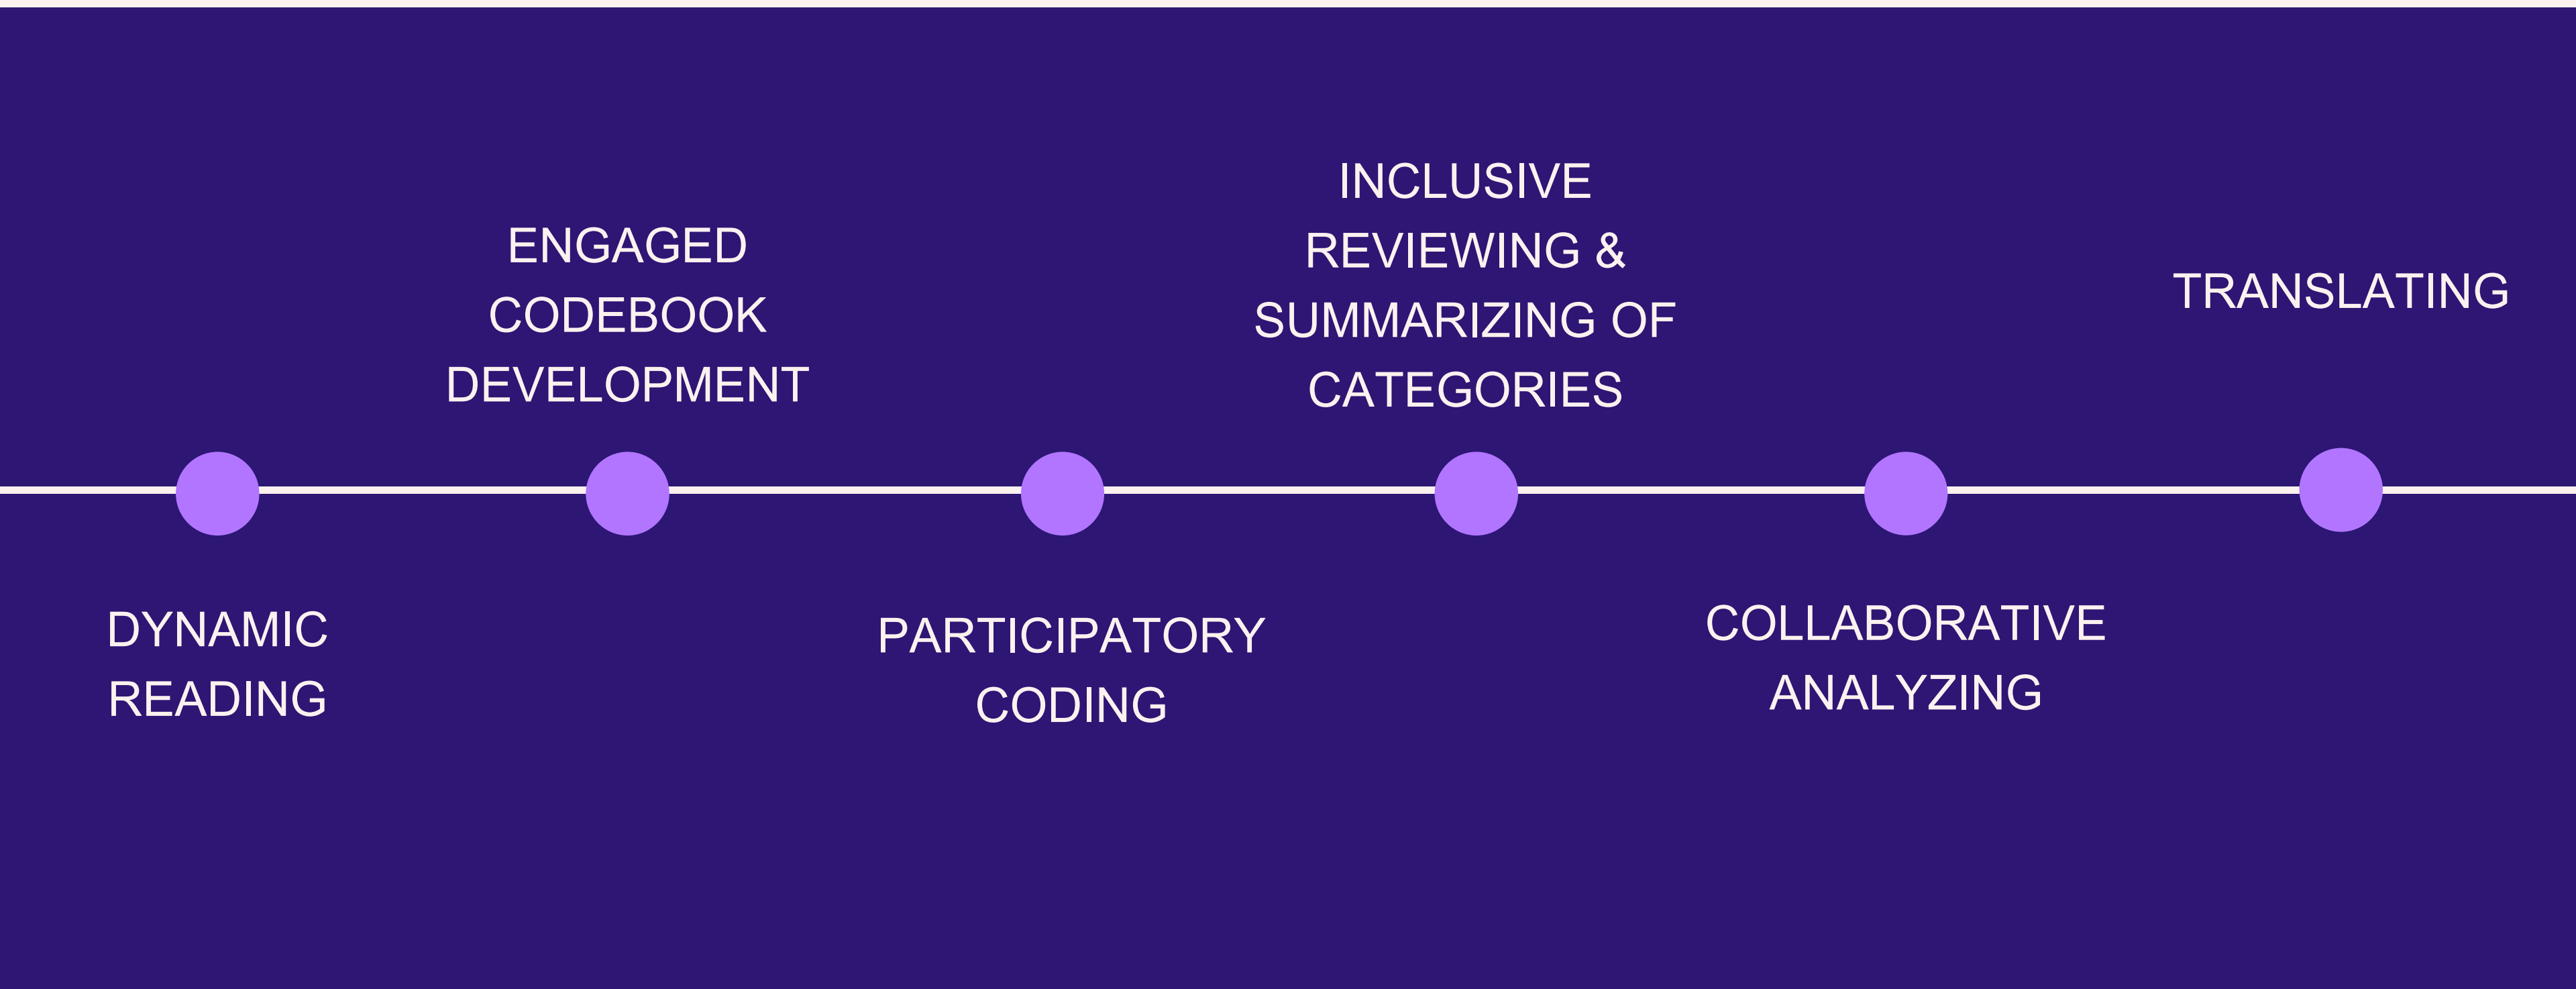 DYNAMIC
READING
ENGAGED
CODEBOOK
DEVELOPMENT
PARTICIPATORY
CODING
INCLUSIVE
REVIEWING &
SUMMARIZING OF
CATEGORIES
COLLABORATIVE
ANALYZING
TRANSLATING